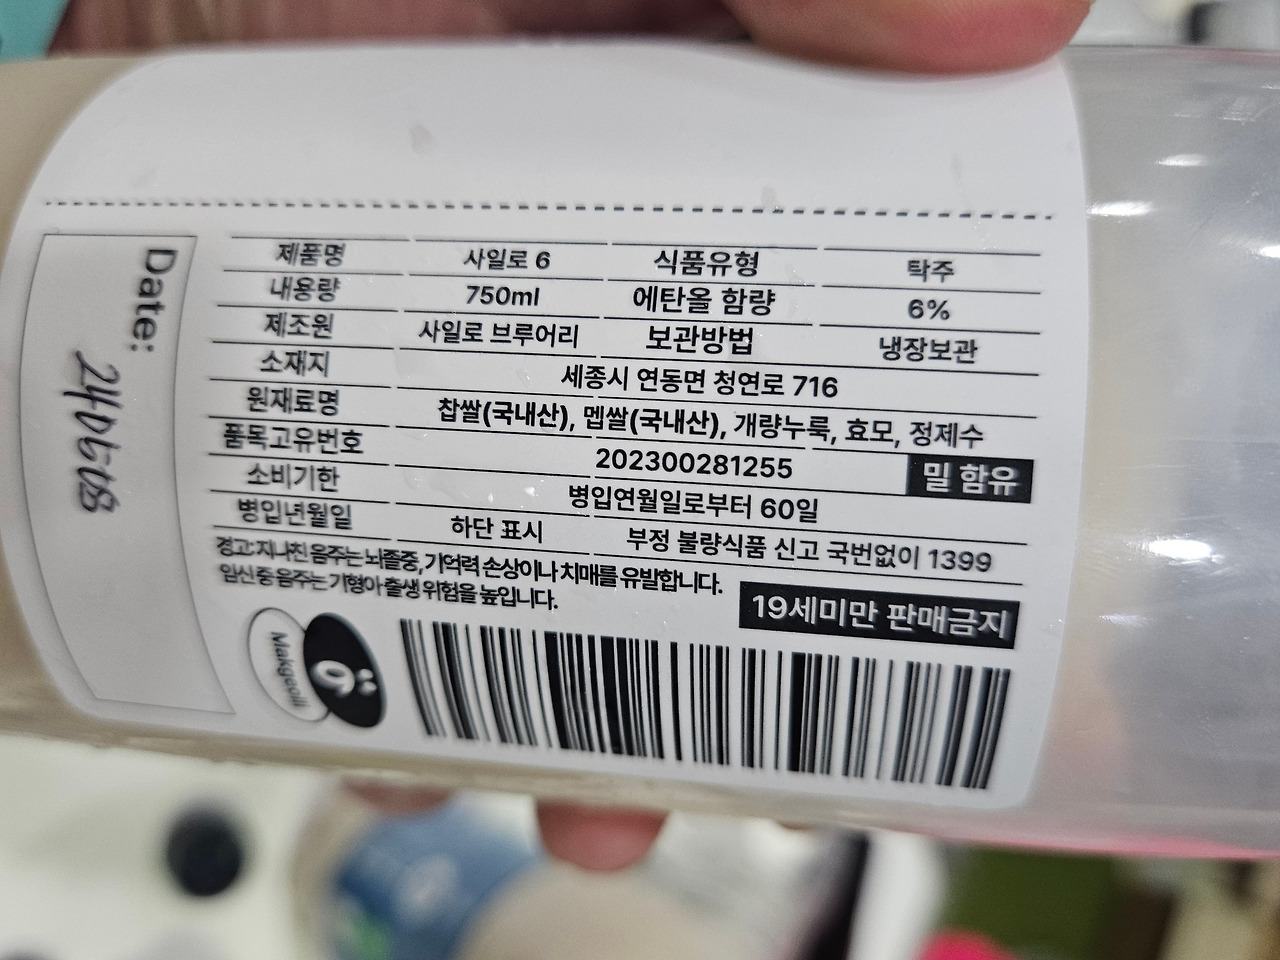 제품명 사일로 6 식품유형 탁주
내용량 750ml 에탄올 함량 6%
제조원 사일로 브루어리 보관방법 냉장보관
소재지 세종시 연동면 청연로 716
원재료명 찹쌀(국내산), 멥쌀(국내산), 개량누룩, 효모, 정제수
품목고유번호 202300281255 밀 함유
소비기한 병입연월일로부터 60일
병입년월일 하단 표시 부정 불량식품 신고 국번없이 1399
경고: 지나친 음주는 뇌졸중, 기억력 손상이나 치매를 유발합니다.
임신 중 음주는 기형아 출생 위험을 높입니다.
19세미만 판매금지
Makgeolli
Date: